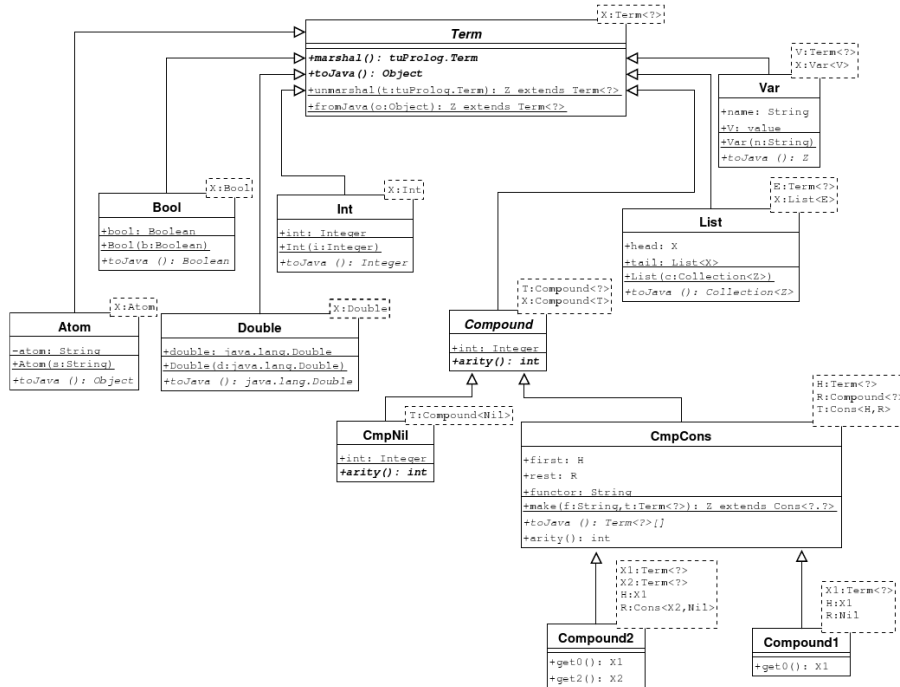 X:Term<?>
Term
+marshal(): tuProlog.Term
+toJava(): Object
+unmarshal(t:tuProlog.Term): Z extends Term<?>
+fromJava(o:Object): Z extends Term<?>
V:Term<?>
X:Var<V>
Var
+name: String
+V: value
+Var(n:String)
+toJava (): Z
X:Bool
Bool
+bool: Boolean
+Bool(b:Boolean)
+toJava (): Boolean
X:Int
Int
+int: Integer
+Int(i:Integer)
+toJava (): Integer
E:Term<?>
X:List<E>
List
+head: X
+tail: List<X>
+List(c:Collection<Z>)
+toJava (): Collection<Z>
X:Atom
Atom
-atom: String
+Atom(s:String)
+toJava (): Object
X:Double
Double
+double: java.lang.Double
+Double(d:java.lang.Double)
+toJava (): java.lang.Double
T:Compound<?>
X:Compound<T>
Compound
+int: Integer
+arity(): int
T:Compound<Nil>
CmpNil
+int: Integer
+arity(): int
H:Term<?>
R:Compound<?>
T:Cons<H,R>
CmpCons
+first: H
+rest: R
+functor: String
+make(f:String,t:Term<?>): Z extends Cons<?.?>
+toJava (): Term<?>[]
+arity(): int
X1:Term<?>
X2:Term<?>
H:X1
R:Cons<X2,Nil>
Compound2
+get0(): X1
+get2(): X2
X1:Term<?>
H:X1
R:Nil
Compound1
+get0(): X1